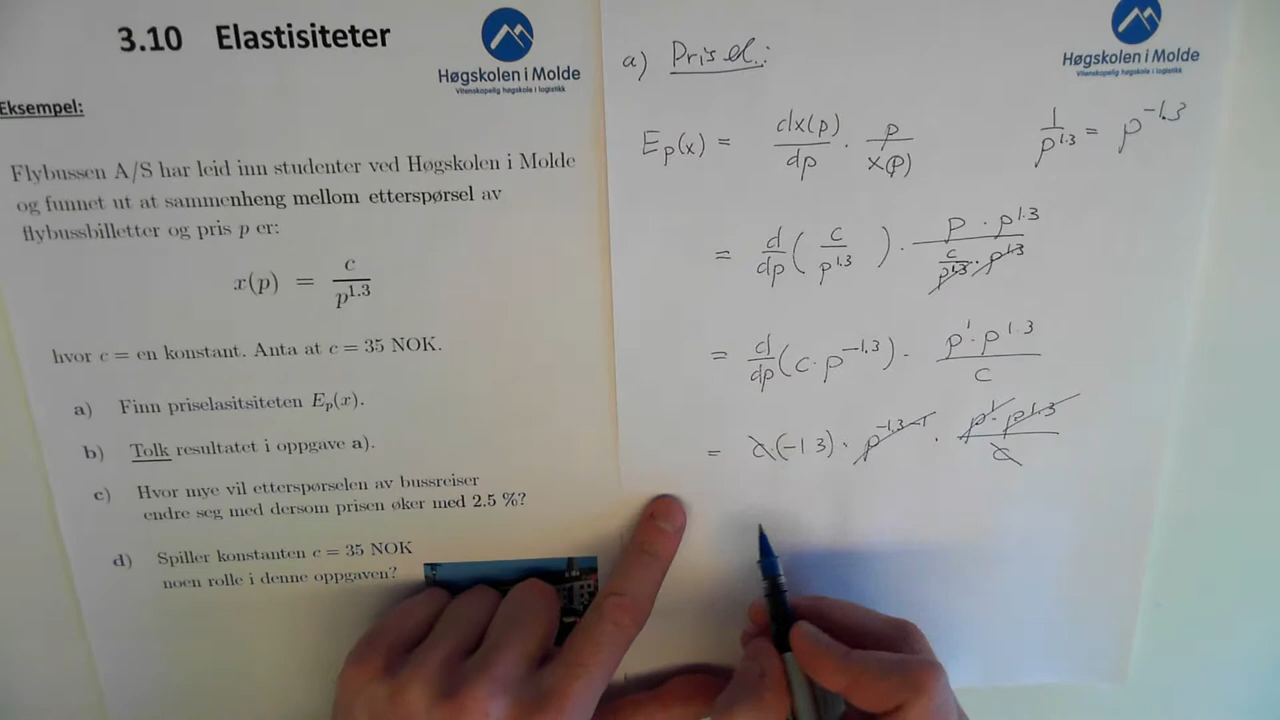 3.10 Elastisiteter
Høgskolen i Molde
Vitenskapelig høgskole i logistikk
Eksempel:
Flybussen A/S har leid inn studenter ved Høgskolen i Molde
og funnet ut at sammenheng mellom etterspørsel av
flybussbilletter og pris p er:
x(p) = c / p^1.3
hvor c = en konstant. Anta at c = 35 NOK.
a) Finn priselasitsiteten E_p(x).
b) Tolk resultatet i oppgave a).
c) Hvor mye vil etterspørselen av bussreiser
endre seg med dersom prisen øker med 2.5 %?
d) Spiller konstanten c = 35 NOK
noen rolle i denne oppgaven?
Høgskolen i Molde
Vitenskapelig høgskole i logistikk
a) Prisel.:
E_p(x) = dx(p)/dp · p/x(p)
1/p^1.3 = p^-1.3
= d/dp ( c/p^1.3 ) · p · p^1.3 / (c/p^1.3 · p^1.3)
= d/dp (c · p^-1.3) · p^1 · p^1.3 / c
= c · (-1.3) · p^-1.3-1 · p^1 · p^1.3 / c